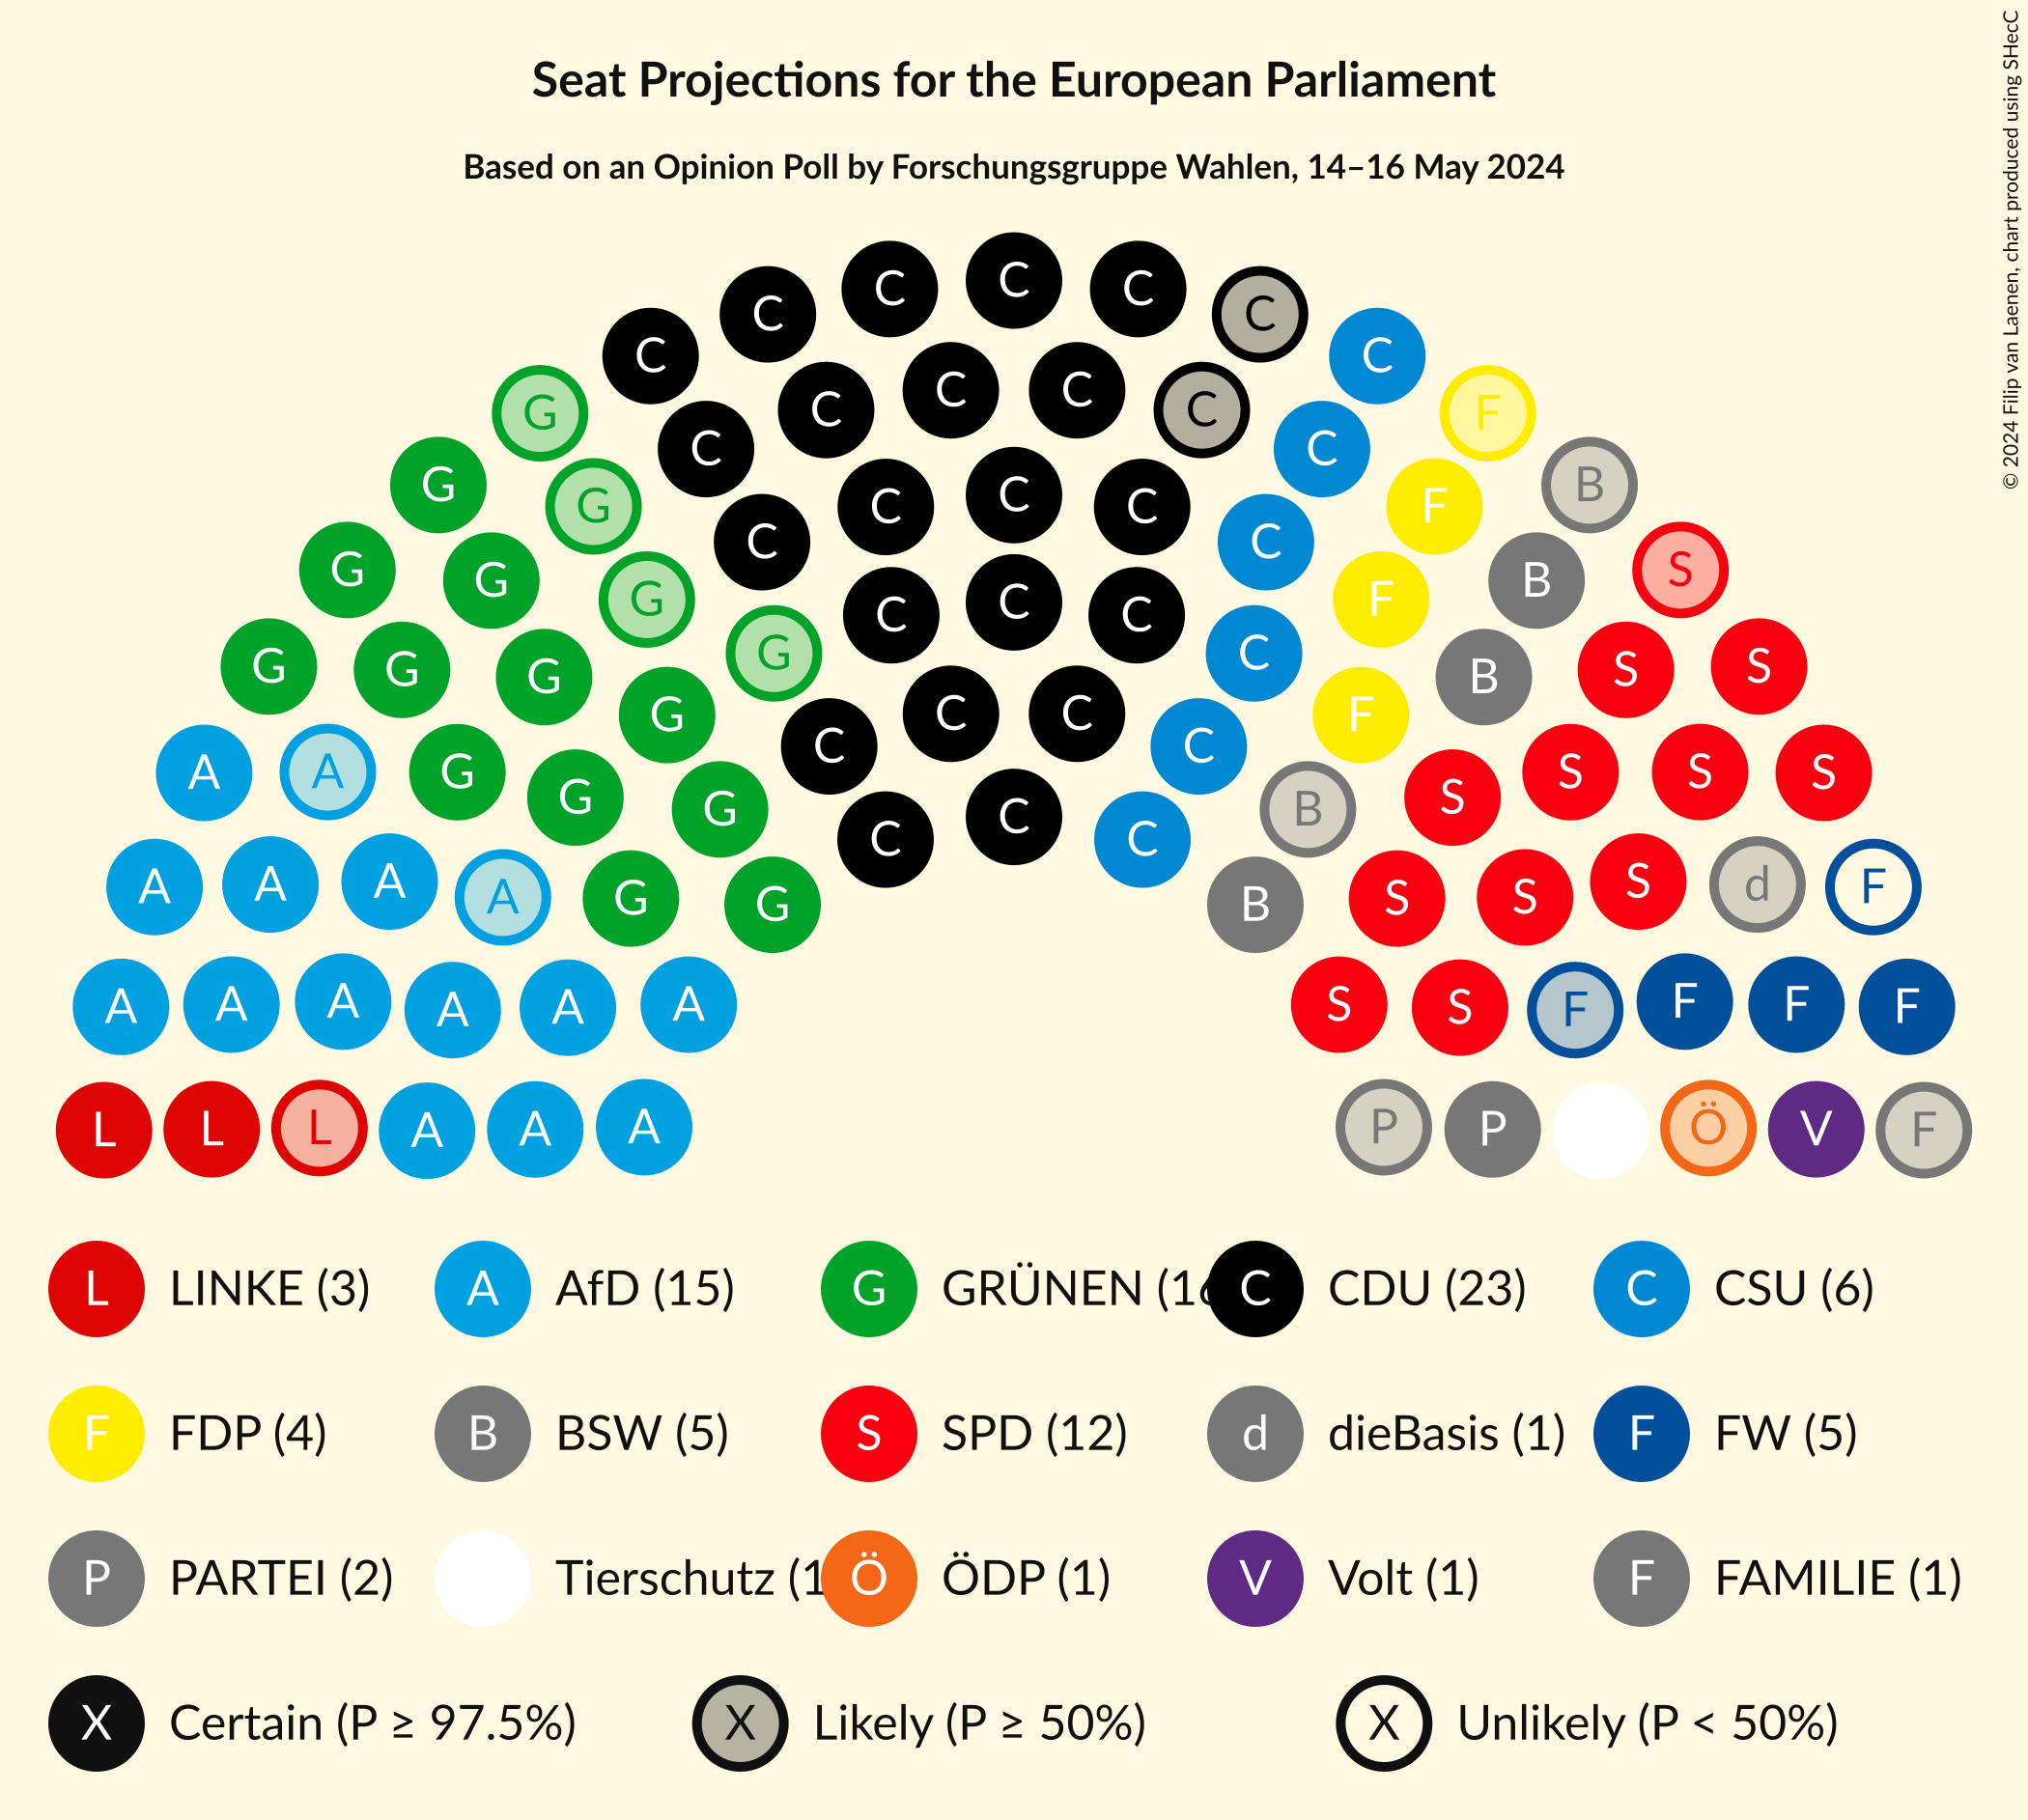 Seat Projections for the European Parliament
Based on an Opinion Poll by Forschungsgruppe Wahlen, 14–16 May 2024
© 2024 Filip van Laenen, chart produced using SHecC
C C C C C C C C
C C C C C C
G F
G C C B
G F
C C C C C
G S
G B
G F
C C C
G B
G C
G G S S
G F
C C C
A A G S S S
G S
G B
C C C
A A A A G S S S d F
G B
A A A A A A S S F F F F
L L L A A A P P Ö V F
L LINKE (3) A AfD (15) G GRÜNEN (16 C CDU (23) C CSU (6)
F FDP (4) B BSW (5) S SPD (12) d dieBasis (1) F FW (5)
P PARTEI (2) Tierschutz (1 Ö ÖDP (1) V Volt (1) F FAMILIE (1)
X Certain (P ≥ 97.5%) X Likely (P ≥ 50%) X Unlikely (P < 50%)